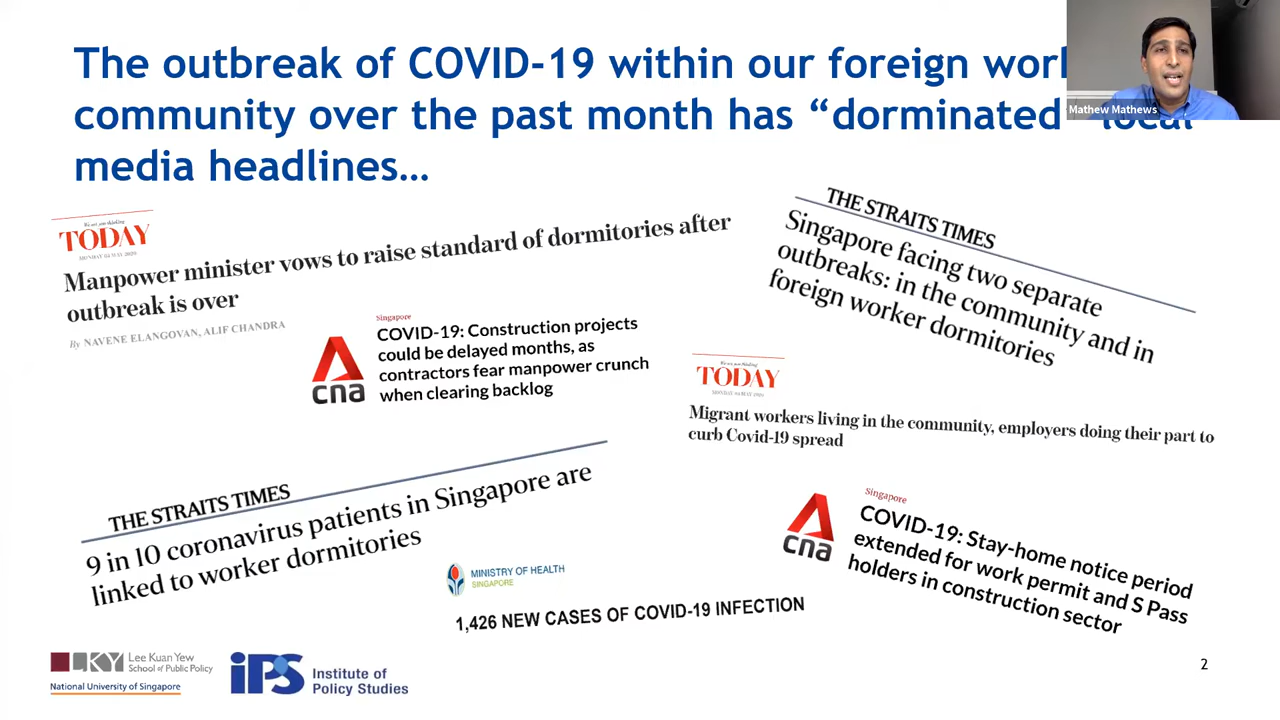 The outbreak of COVID-19 within our foreign
community over the past month has “dorminated” local
media headlines…
Mathew Mathews
TODAY
Manpower minister vows to raise standard of dormitories after
outbreak is over
By NAVENE ELANGOVAN, ALIF CHANDRA
THE STRAITS TIMES
Singapore facing two separate
outbreaks: in the community and in
foreign worker dormitories
Singapore
cna
COVID-19: Construction projects
could be delayed months, as
contractors fear manpower crunch
when clearing backlog
TODAY
Migrant workers living in the community, employers doing their part to
curb Covid-19 spread
THE STRAITS TIMES
9 in 10 coronavirus patients in Singapore are
linked to worker dormitories
Singapore
cna
COVID-19: Stay-home notice period
extended for work permit and S Pass
holders in construction sector
MINISTRY OF HEALTH
SINGAPORE
1,426 NEW CASES OF COVID-19 INFECTION
LKY Lee Kuan Yew
School of Public Policy
National University of Singapore
iPS Institute of
Policy Studies
2